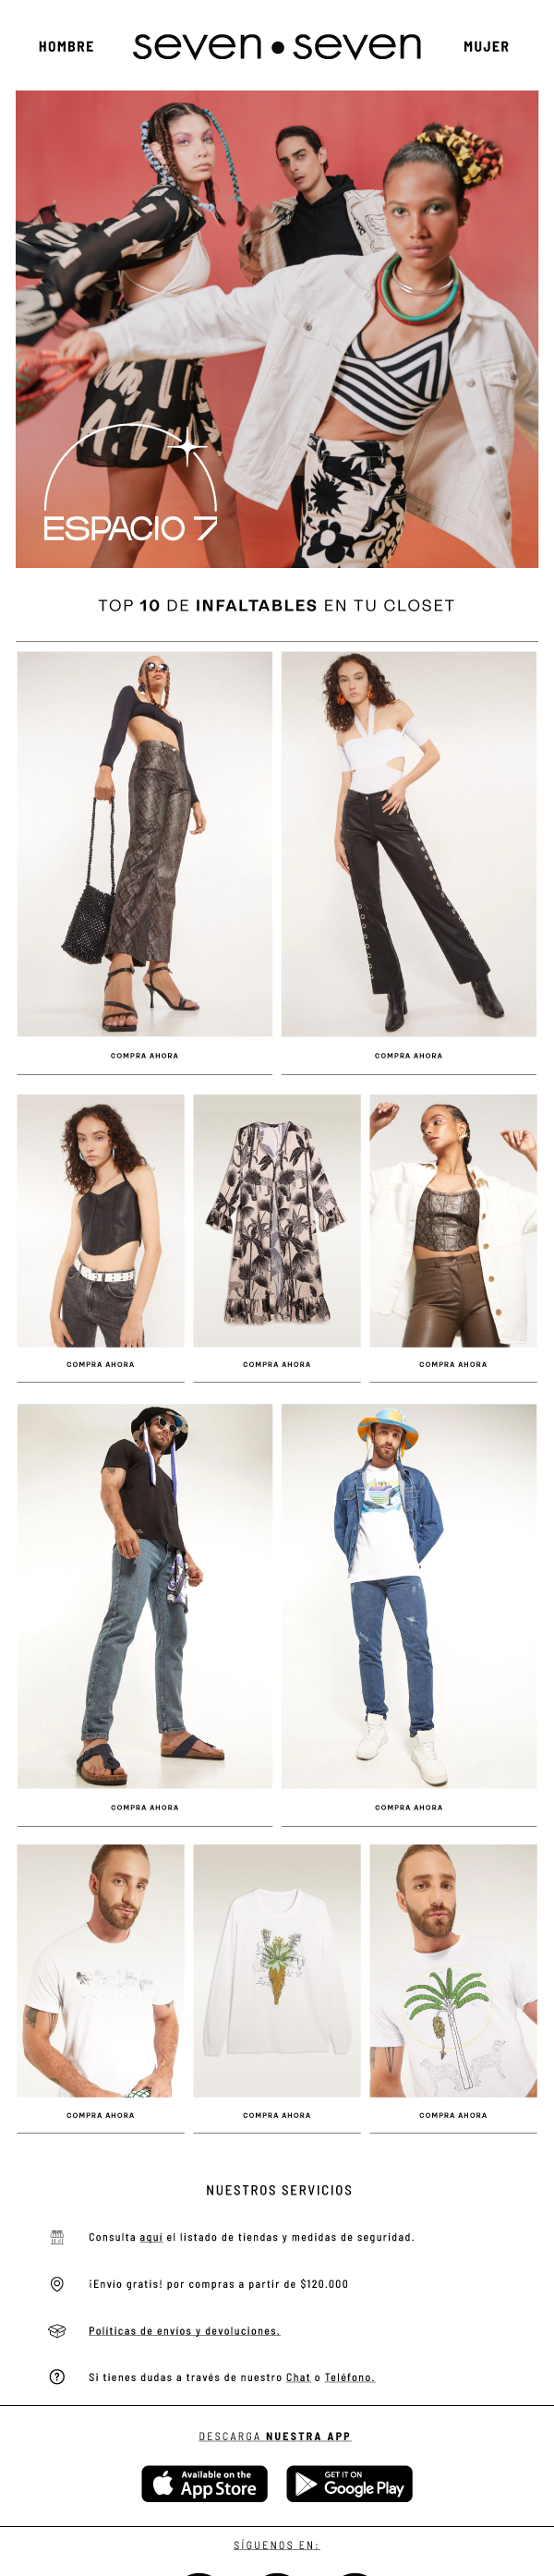 HOMBRE
seven•seven
MUJER
ESPACIO 7
TOP 10 DE INFALTABLES EN TU CLOSET
COMPRA AHORA
COMPRA AHORA
COMPRA AHORA
COMPRA AHORA
COMPRA AHORA
COMPRA AHORA
COMPRA AHORA
COMPRA AHORA
COMPRA AHORA
COMPRA AHORA
NUESTROS SERVICIOS
Consulta aquí el listado de tiendas y medidas de seguridad.
¡Envío gratis! por compras a partir de $120.000
Políticas de envíos y devoluciones.
Si tienes dudas a través de nuestro Chat o Teléfono.
DESCARGA NUESTRA APP
Available on the
App Store
GET IT ON
Google Play
SÍGUENOS EN: